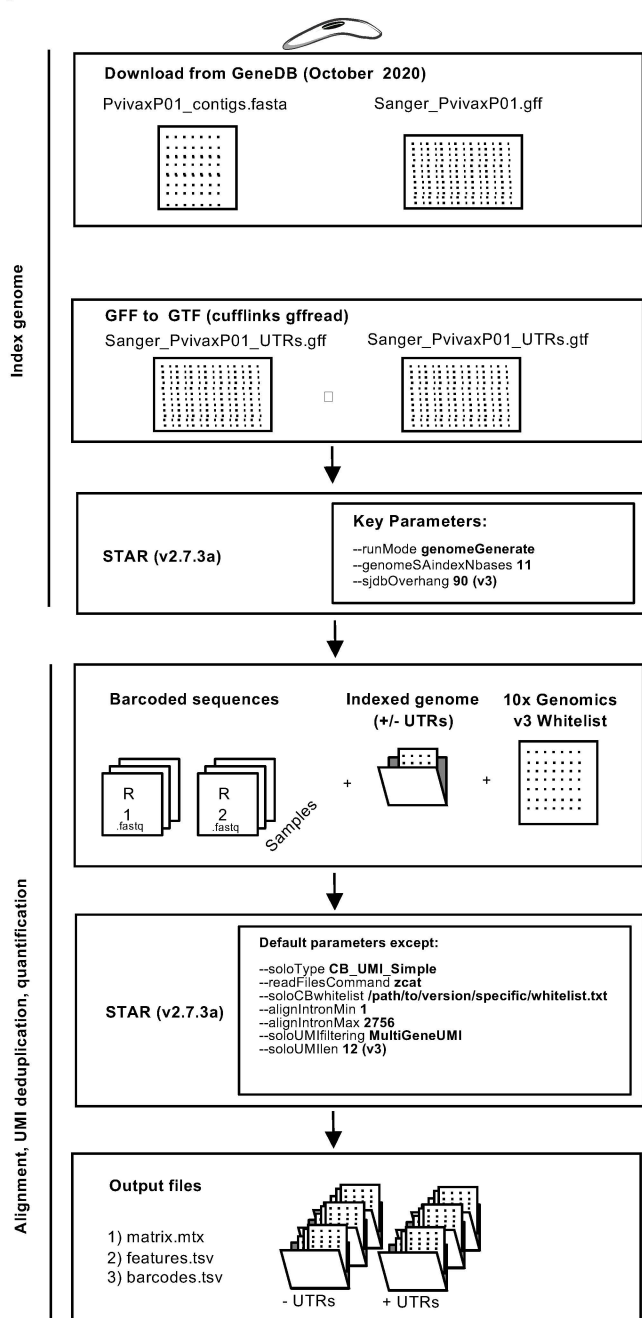 Download from GeneDB (October 2020)
PvivaxP01_contigs.fasta
Sanger_PvivaxP01.gff
Index genome
GFF to GTF (cufflinks gffread)
Sanger_PvivaxP01_UTRs.gff
Sanger_PvivaxP01_UTRs.gtf
STAR (v2.7.3a)
Key Parameters:
--runMode genomeGenerate
--genomeSAindexNbases 11
--sjdbOverhang 90 (v3)
Alignment, UMI deduplication, quantification
Barcoded sequences
R
1
.fastq
R
2
.fastq
Samples
+
Indexed genome
(+/- UTRs)
+
10x Genomics
v3 Whitelist
STAR (v2.7.3a)
Default parameters except:
--soloType CB_UMI_Simple
--readFilesCommand zcat
--soloCBwhitelist /path/to/version/specific/whitelist.txt
--alignIntronMin 1
--alignIntronMax 2756
--soloUMIfiltering MultiGeneUMI
--soloUMIlen 12 (v3)
Output files
1) matrix.mtx
2) features.tsv
3) barcodes.tsv
- UTRs
+ UTRs